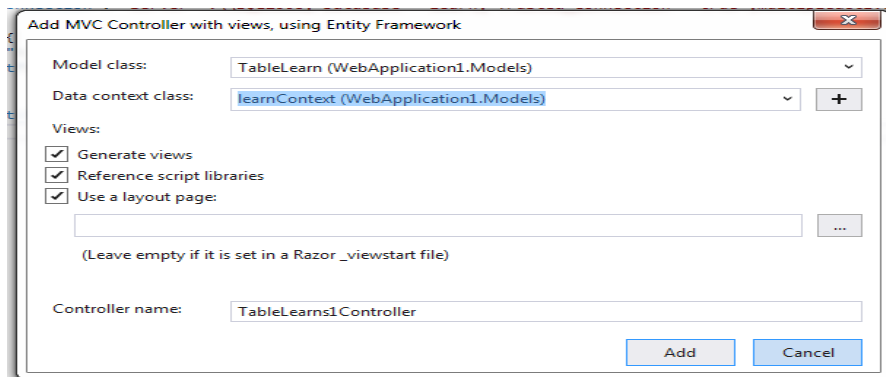 Add MVC Controller with views, using Entity Framework
Model class: TableLearn (WebApplication1.Models)
Data context class: learnContext (WebApplication1.Models) +
Views:
Generate views
Reference script libraries
Use a layout page:
...
(Leave empty if it is set in a Razor _viewstart file)
Controller name: TableLearns1Controller
Add Cancel